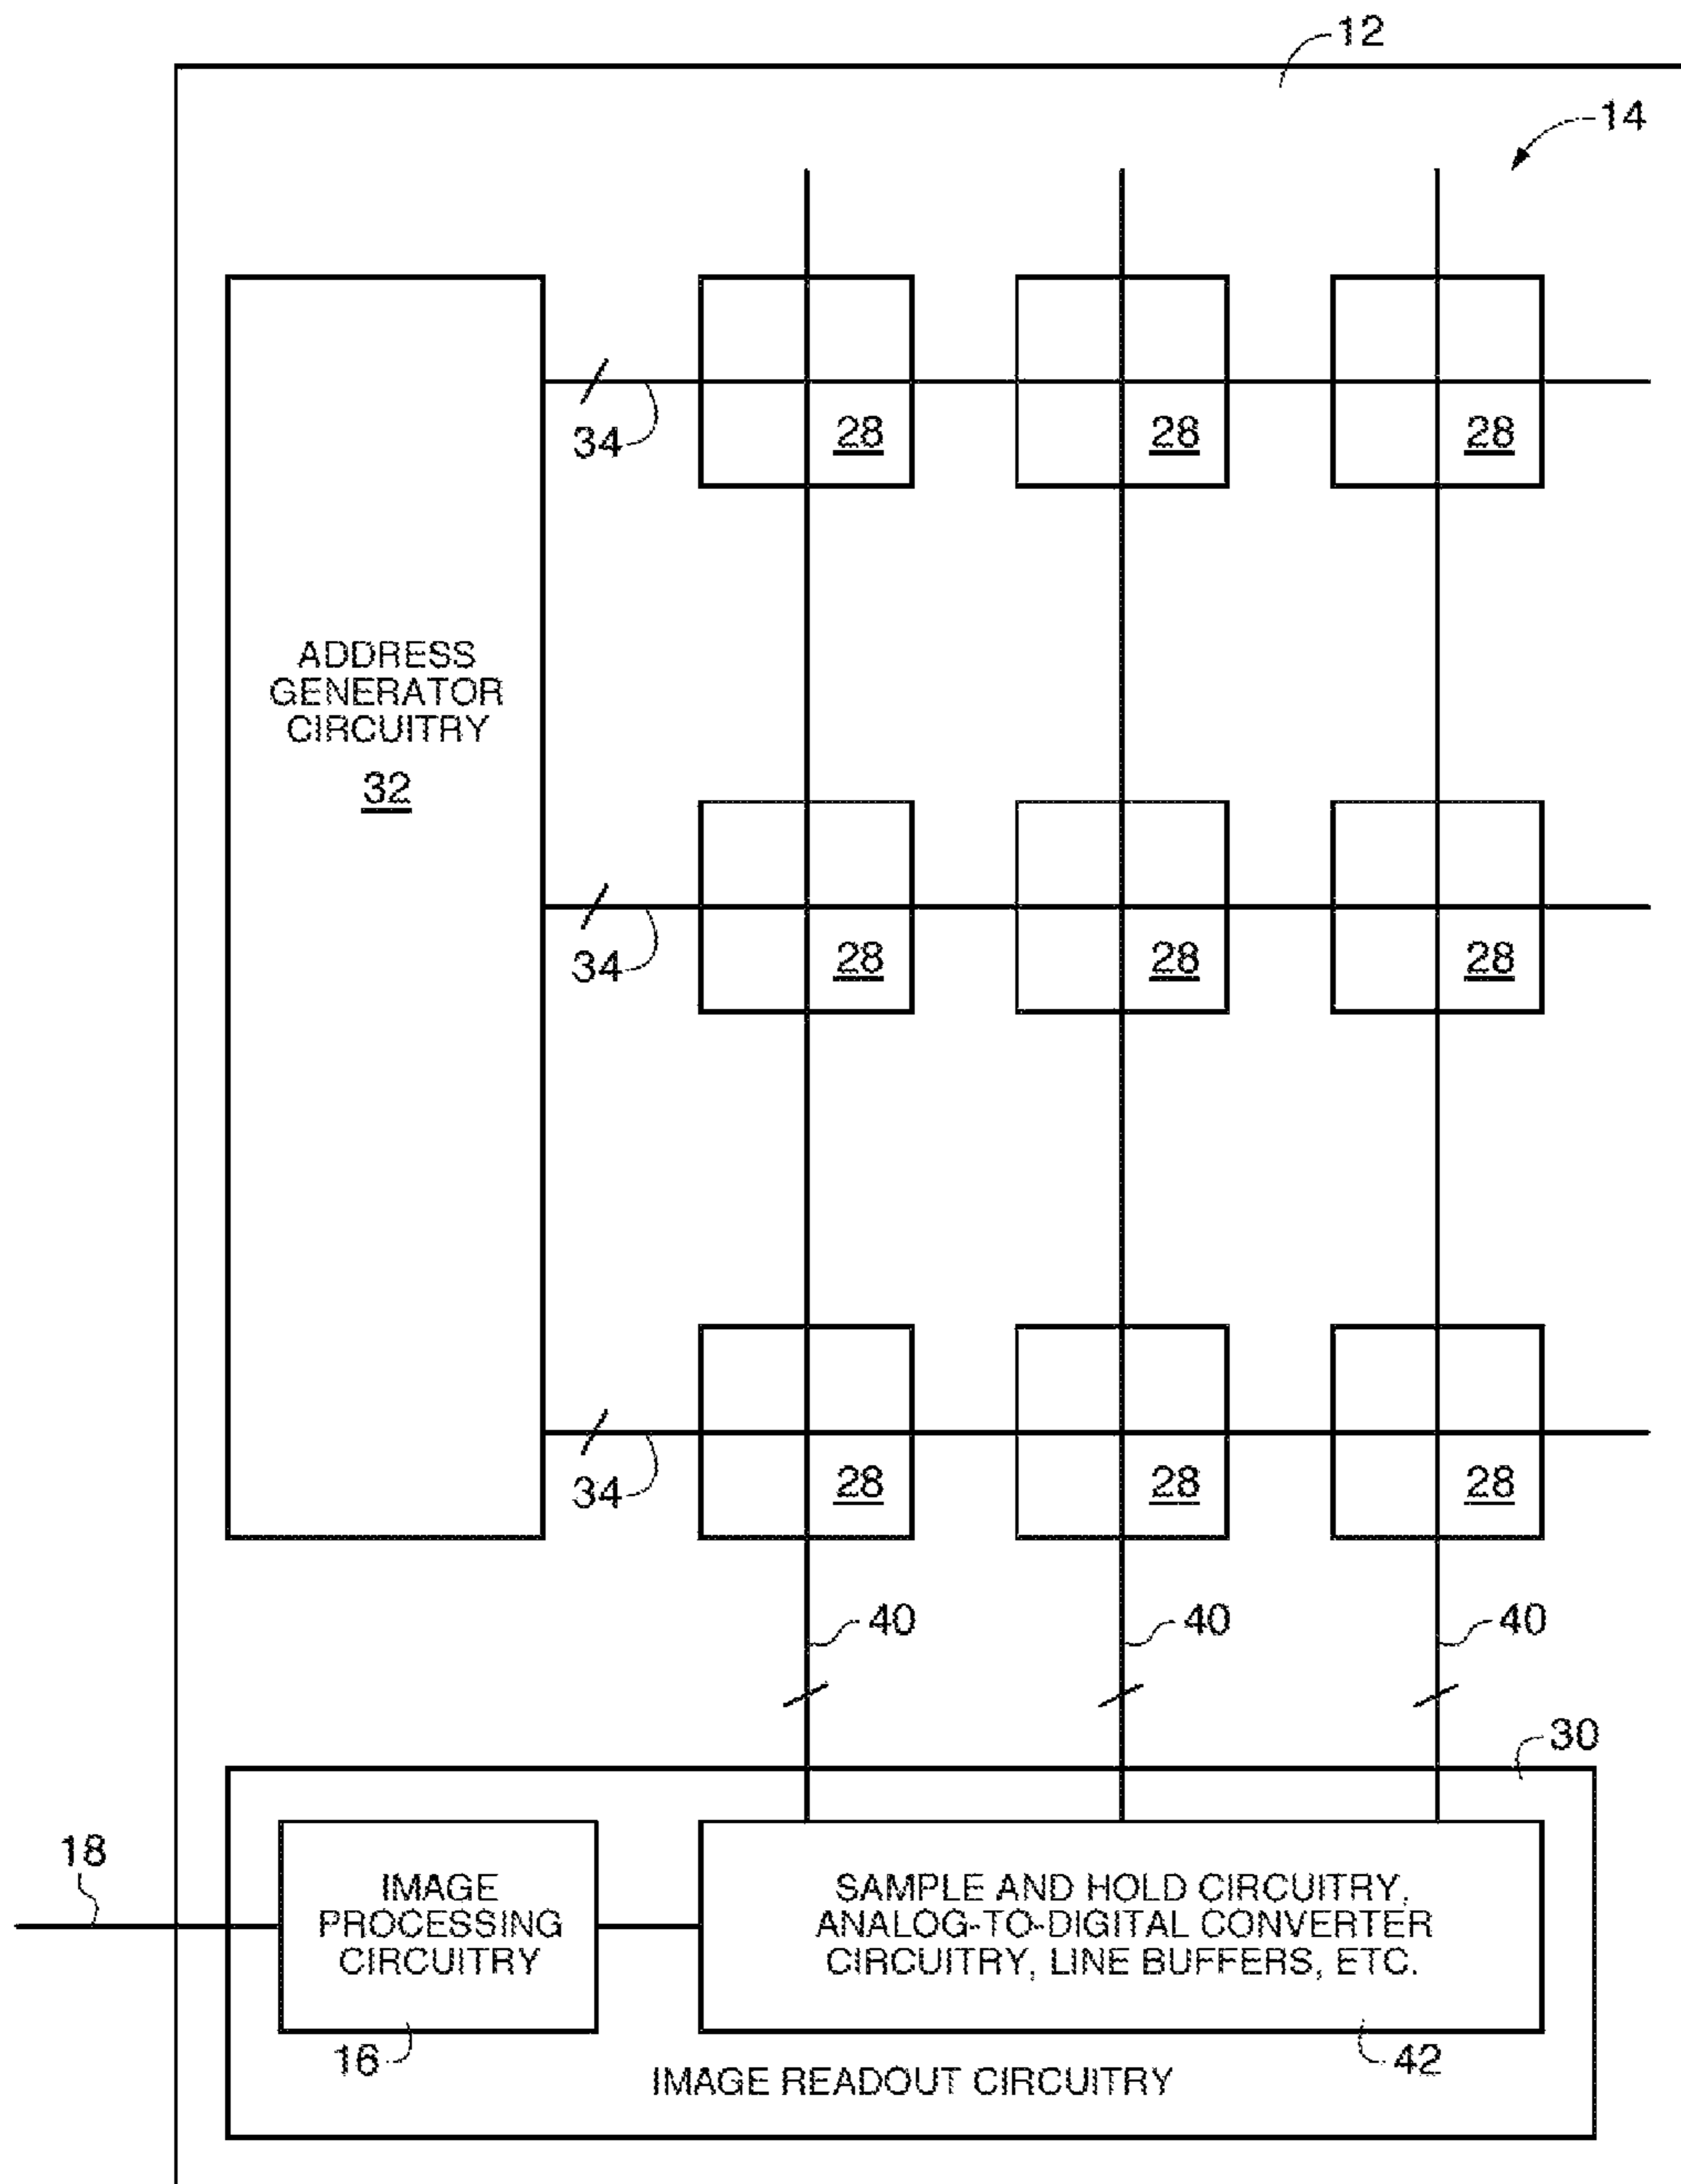 12
14
34
28
28
28
ADDRESS
GENERATOR
CIRCUITRY
32
34
28
28
28
34
28
28
28
40
40
40
30
18
IMAGE
PROCESSING
CIRCUITRY
SAMPLE AND HOLD CIRCUITRY,
ANALOG-TO-DIGITAL CONVERTER
CIRCUITRY, LINE BUFFERS, ETC.
16
42
IMAGE READOUT CIRCUITRY